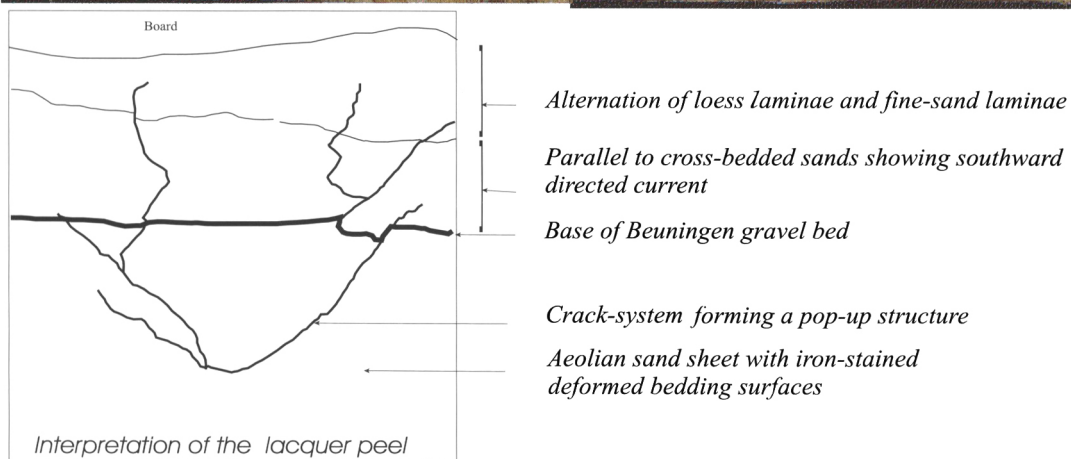 Board
Alternation of loess laminae and fine-sand laminae
Parallel to cross-bedded sands showing southward
directed current
Base of Beuningen gravel bed
Crack-system forming a pop-up structure
Aeolian sand sheet with iron-stained
deformed bedding surfaces
Interpretation of the lacquer peel